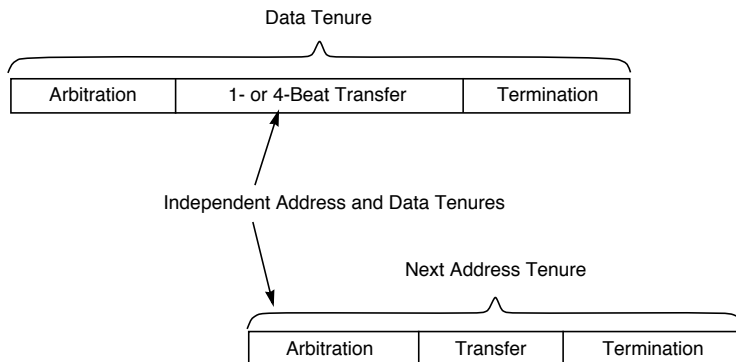 Data Tenure
Arbitration 1- or 4-Beat Transfer Termination
Independent Address and Data Tenures
Next Address Tenure
Arbitration Transfer Termination